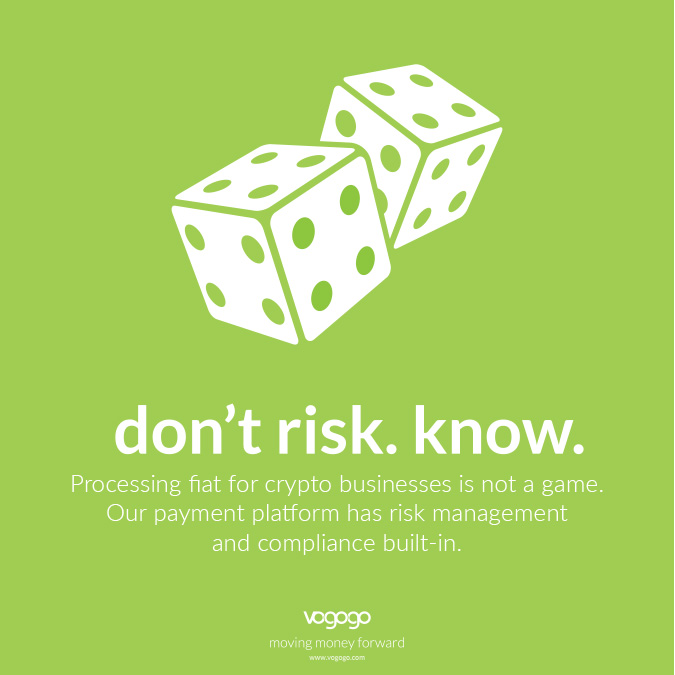 don't risk. know.
Processing fiat for crypto businesses is not a game.
Our payment platform has risk management
and compliance built-in.
vogogo
moving money forward
www.vogogo.com